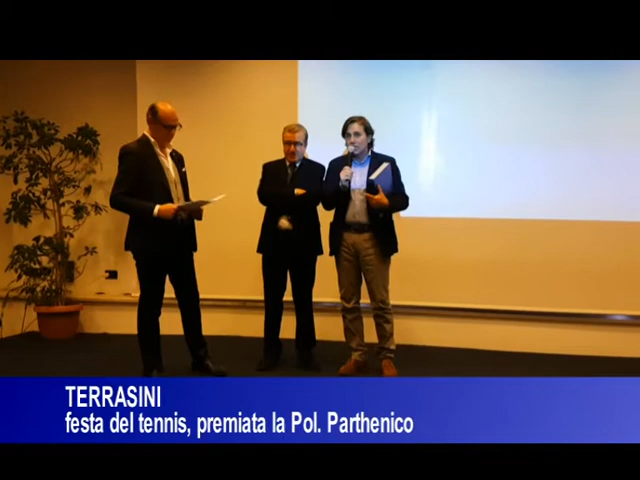 TERRASINI
festa del tennis, premiata la Pol. Parthenico